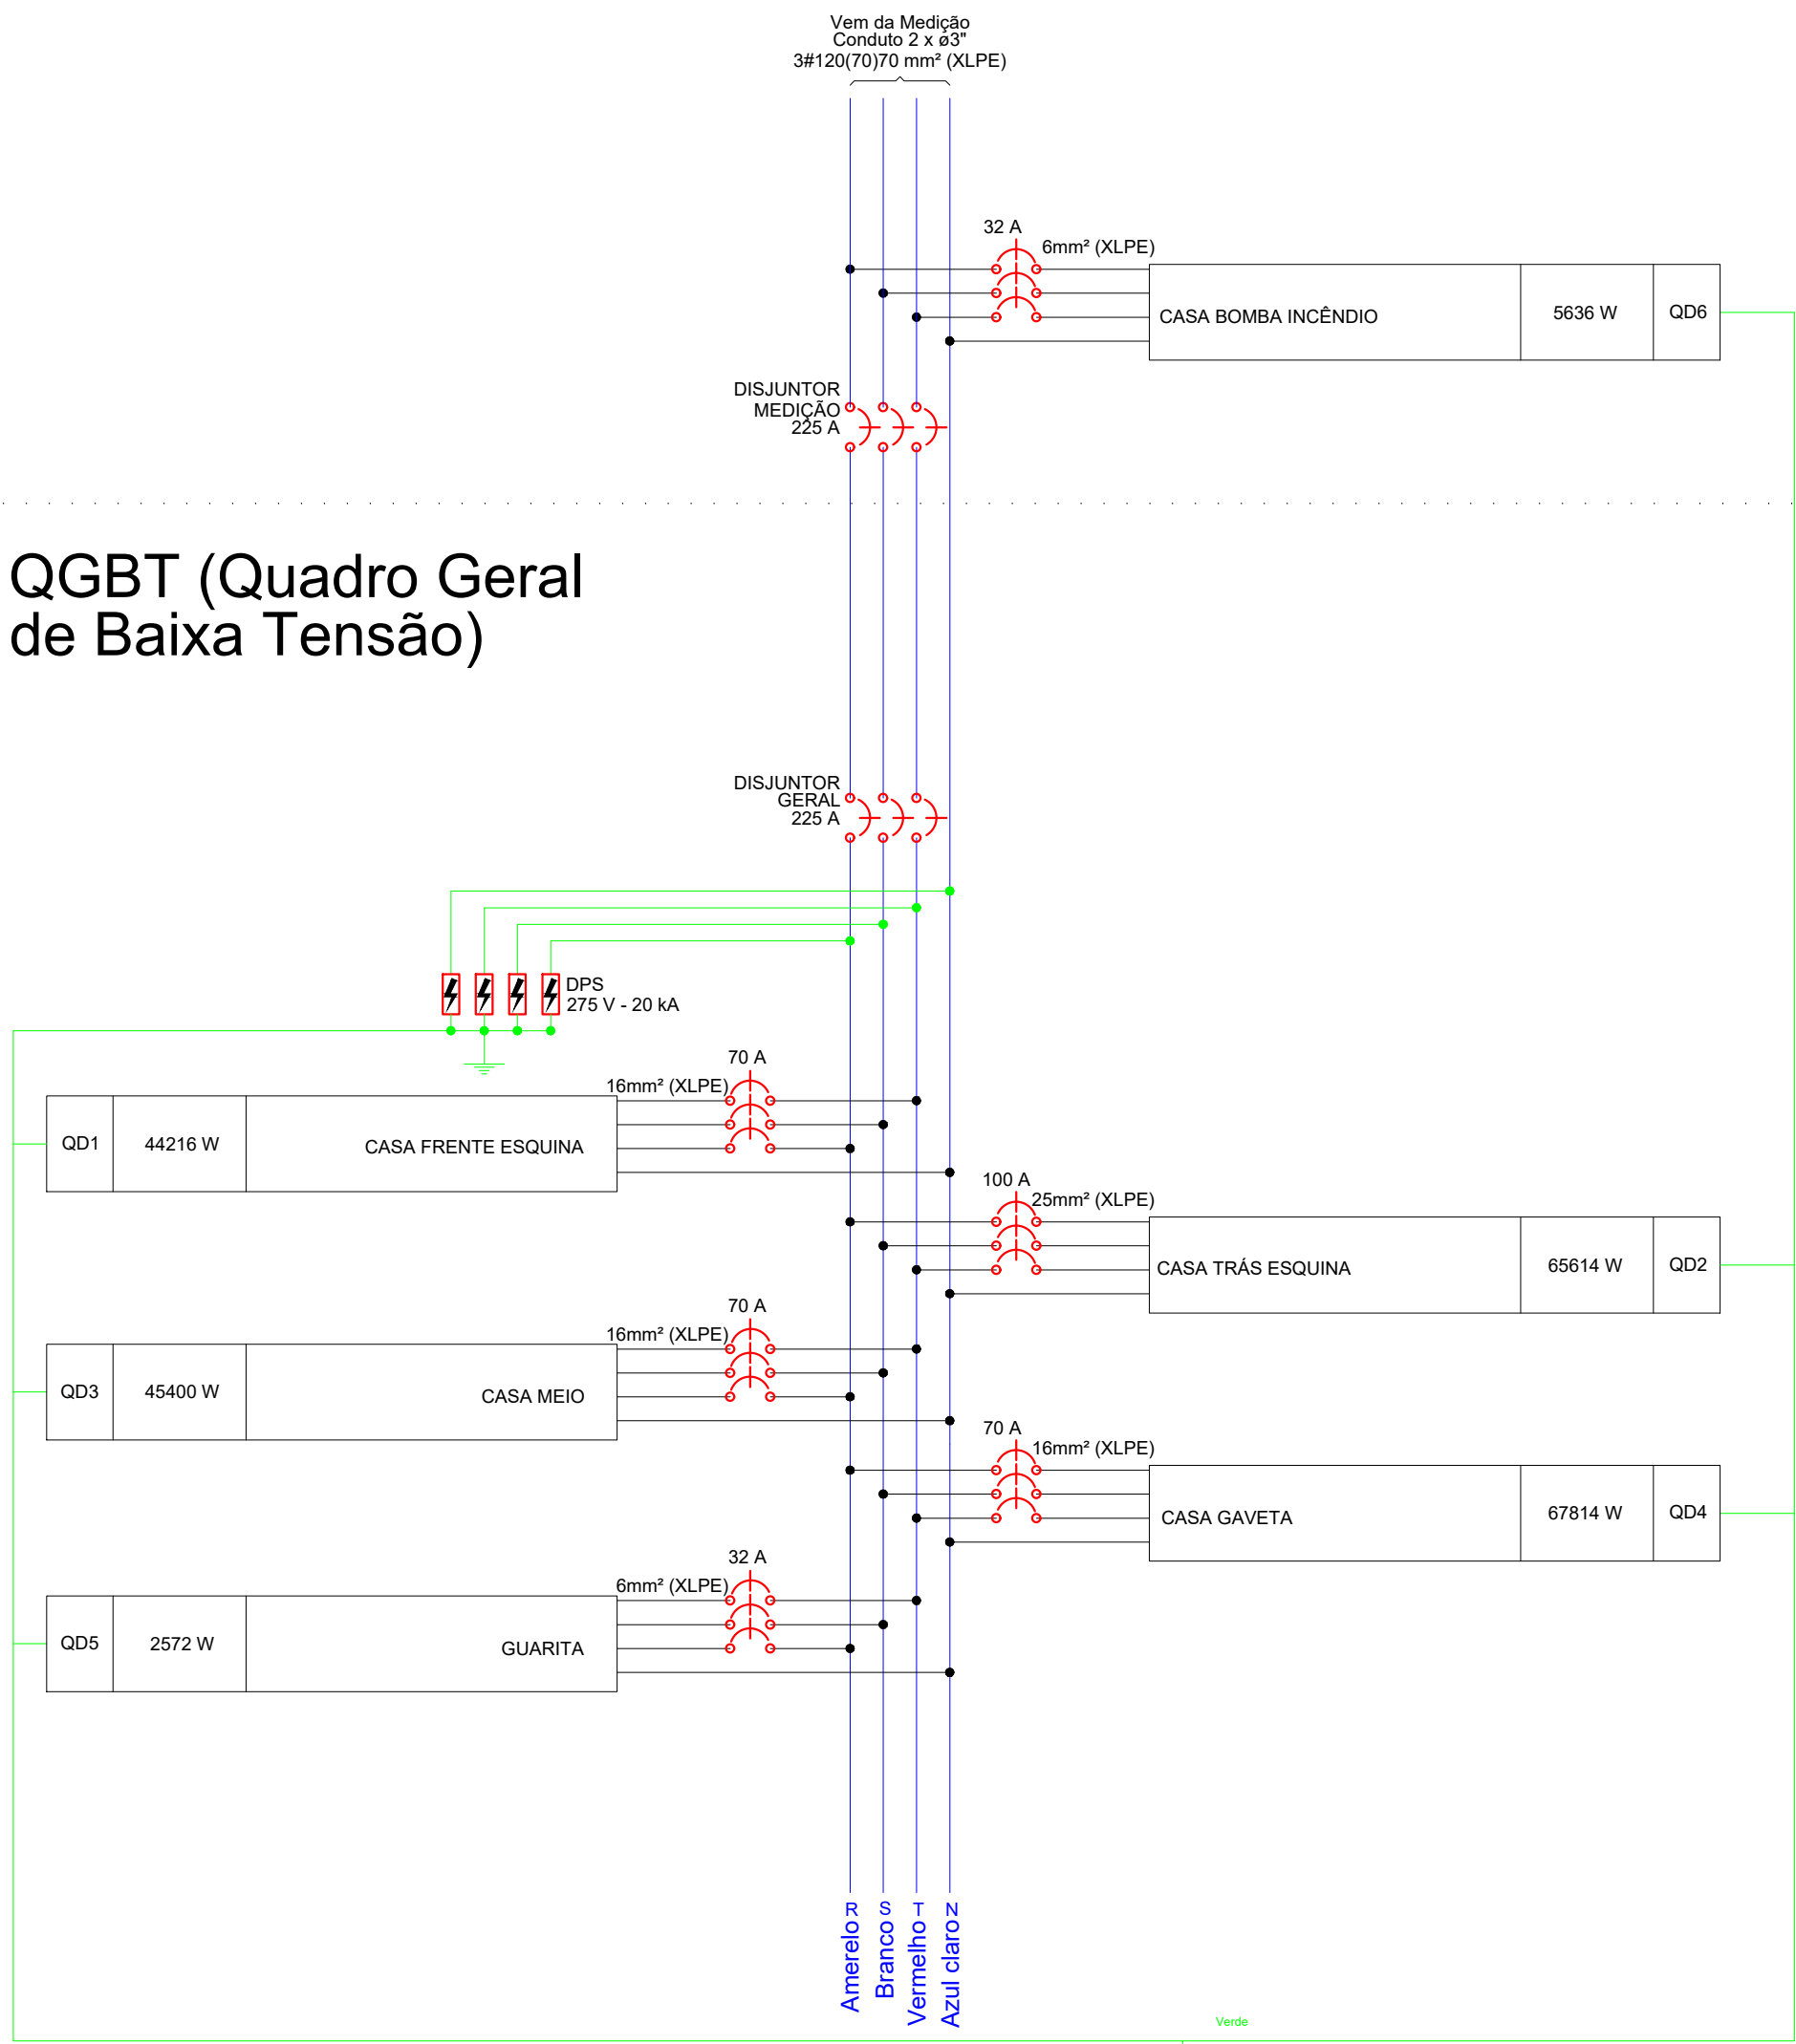 Vem da Medição
Conduto 2 x ø3"
3#120(70)70 mm² (XLPE)
32 A
6mm² (XLPE)
CASA BOMBA INCÊNDIO
5636 W
QD6
DISJUNTOR
MEDIÇÃO
225 A
QGBT (Quadro Geral
de Baixa Tensão)
DISJUNTOR
GERAL
225 A
DPS
275 V - 20 kA
70 A
16mm² (XLPE)
QD1
44216 W
CASA FRENTE ESQUINA
100 A
25mm² (XLPE)
CASA TRÁS ESQUINA
65614 W
QD2
70 A
16mm² (XLPE)
QD3
45400 W
CASA MEIO
70 A
16mm² (XLPE)
CASA GAVETA
67814 W
QD4
32 A
6mm² (XLPE)
QD5
2572 W
GUARITA
R
S
T
N
Amerelo
Branco
Vermelho
Azul claro
Verde